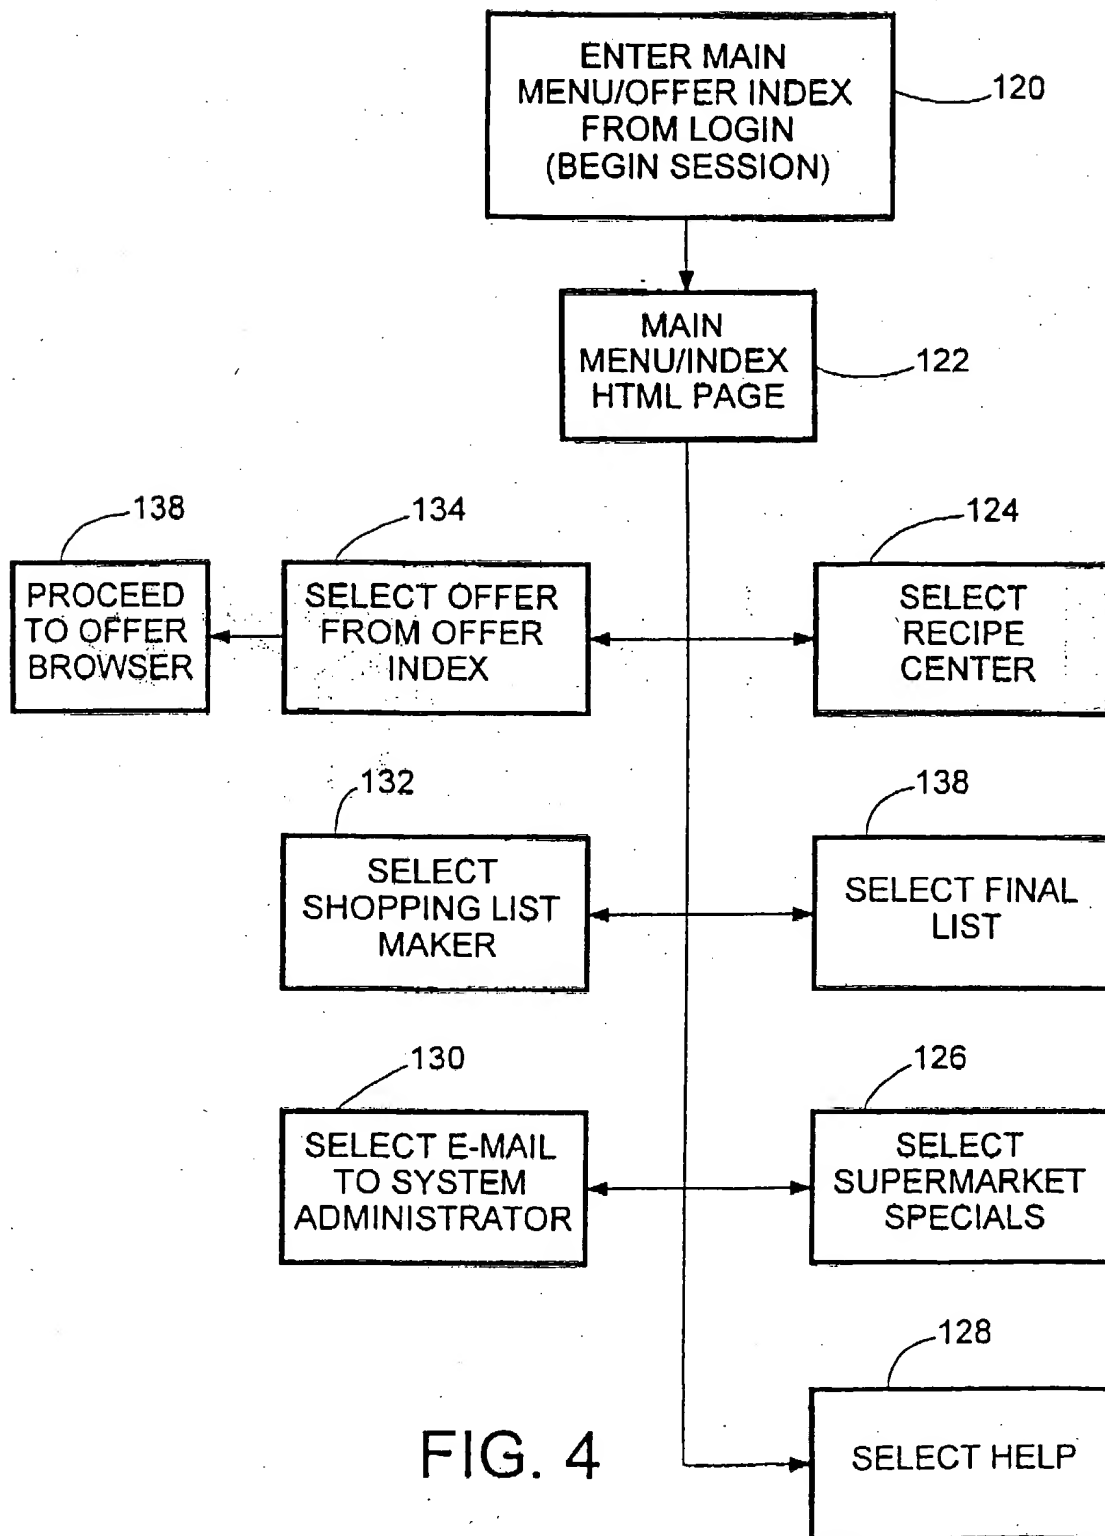 ENTER MAIN
MENU/OFFER INDEX
FROM LOGIN
(BEGIN SESSION)
120
MAIN
MENU/INDEX
HTML PAGE
122
138
PROCEED
TO OFFER
BROWSER
134
SELECT OFFER
FROM OFFER
INDEX
124
SELECT
RECIPE
CENTER
132
SELECT
SHOPPING LIST
MAKER
138
SELECT FINAL
LIST
130
SELECT E-MAIL
TO SYSTEM
ADMINISTRATOR
126
SELECT
SUPERMARKET
SPECIALS
128
SELECT HELP
FIG. 4